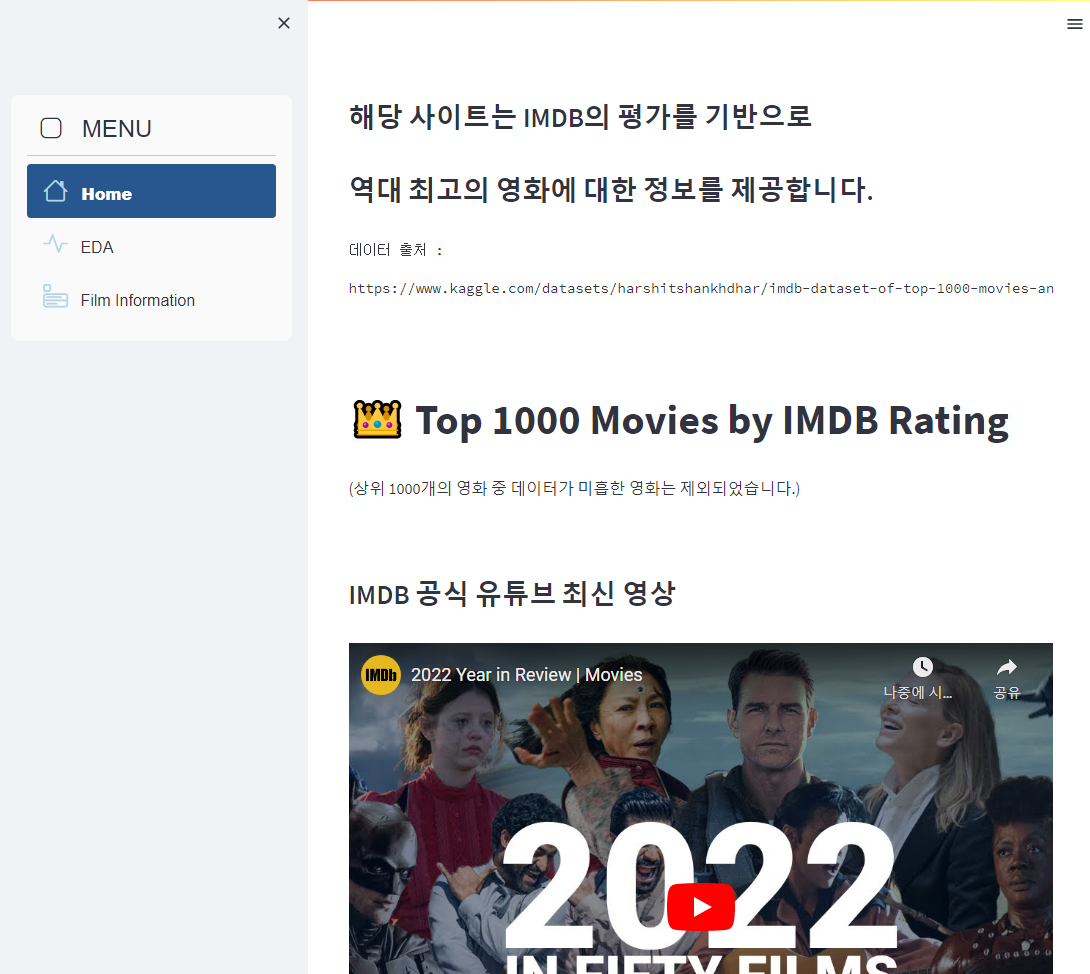 MENU
Home
EDA
Film Information
해당 사이트는 IMDB의 평가를 기반으로
역대 최고의 영화에 대한 정보를 제공합니다.
데이터 출처 :
https://www.kaggle.com/datasets/harshitshankhdhar/imdb-dataset-of-top-1000-movies-an
Top 1000 Movies by IMDB Rating
(상위 1000개의 영화 중 데이터가 미흡한 영화는 제외되었습니다.)
IMDB 공식 유튜브 최신 영상
IMDb 2022 Year in Review | Movies
나중에 시... 공유
2022
IN FIFTY FILMS